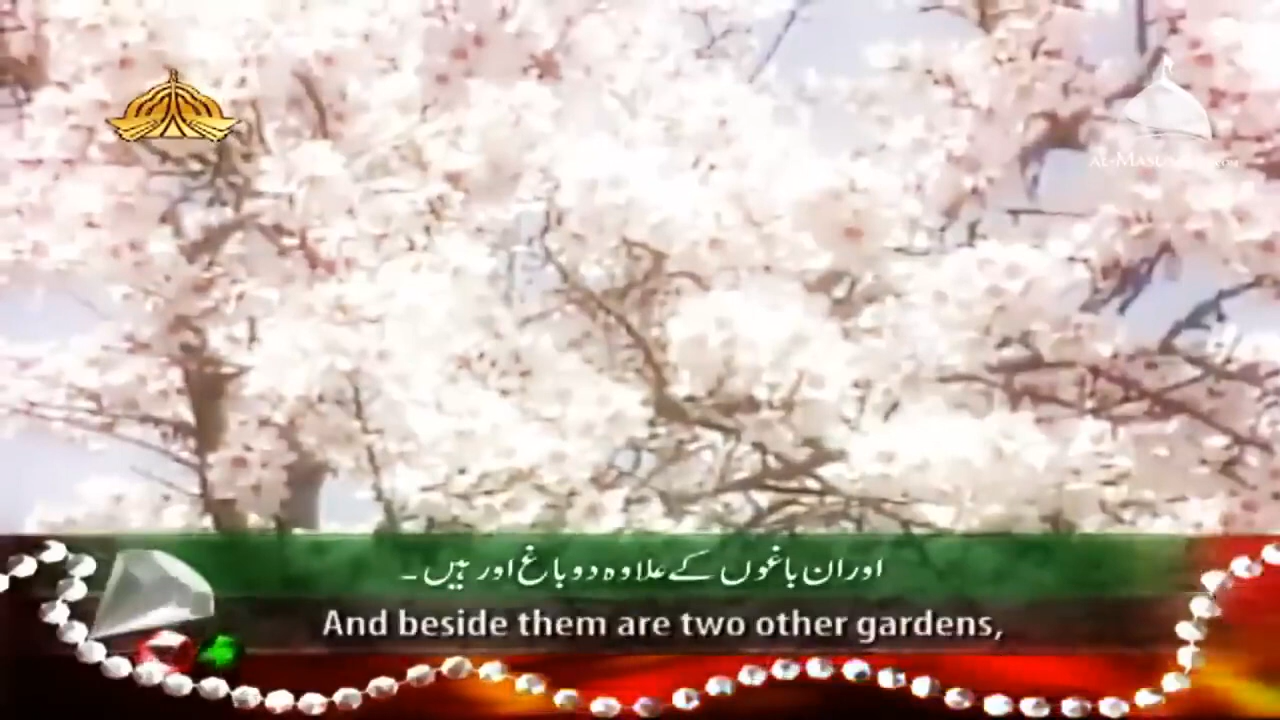 اور ان باغوں کے علاوہ دو باغ اور ہیں۔
And beside them are two other gardens,